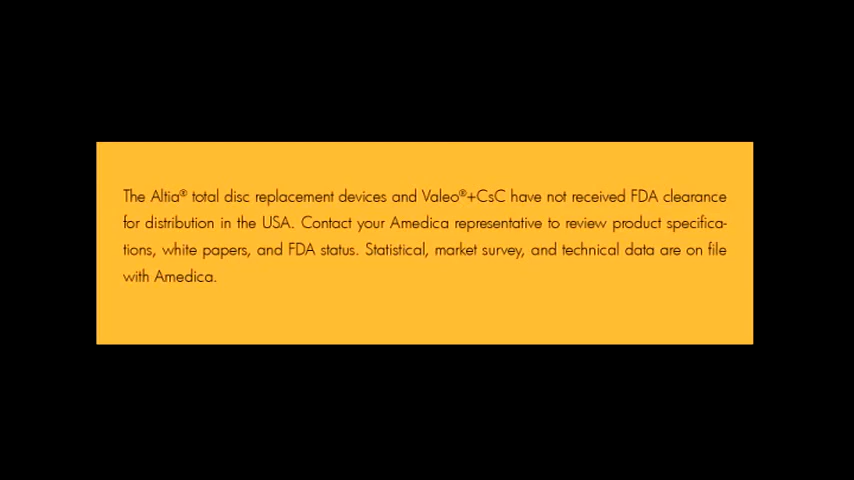 The Altia® total disc replacement devices and Valeo®+CsC have not received FDA clearance
for distribution in the USA. Contact your Amedica representative to review product specifica-
tions, white papers, and FDA status. Statistical, market survey, and technical data are on file
with Amedica.